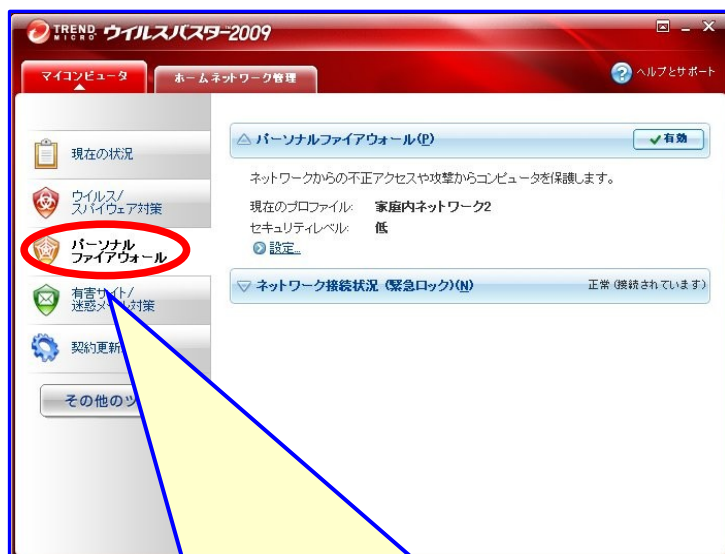 TREND MICRO ウイルスバスター2009
マイコンピュータ
ホームネットワーク管理
ヘルプとサポート
現在の状況
ウイルス/
スパイウェア対策
パーソナル
ファイアウォール
有害サイト/
迷惑メール対策
契約更新
その他のツ
パーソナルファイアウォール(P)
有効
ネットワークからの不正アクセスや攻撃からコンピュータを保護します。
現在のプロファイル: 家庭内ネットワーク2
セキュリティレベル: 低
設定...
ネットワーク接続状況 (緊急ロック)(N)
正常 (接続されています)